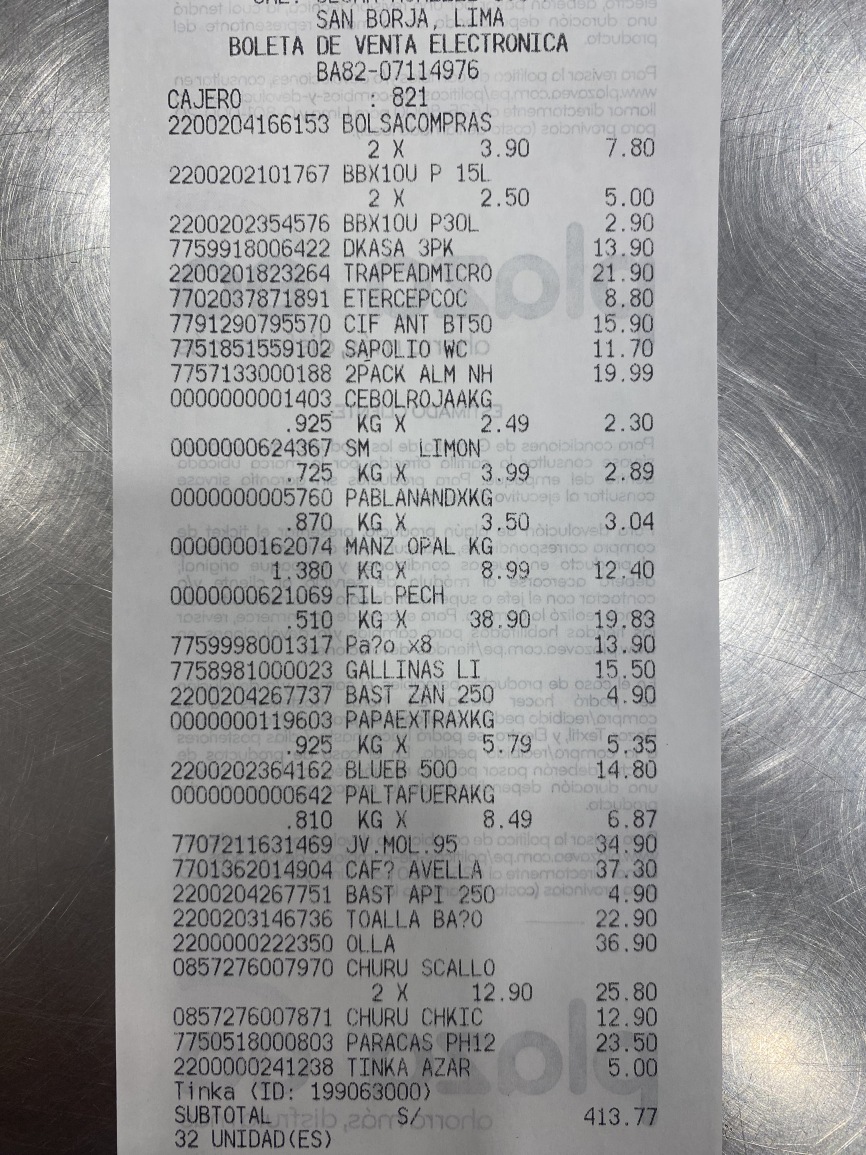 SAN BORJA, LIMA
BOLETA DE VENTA ELECTRONICA
BA82-07114976
CAJERO : 821
2200204166153 BOLSACOMPRAS
2 X 3.90 7.80
2200202101767 BBX10U P 15L
2 X 2.50 5.00
2200202354576 BBX10U P30L 2.90
7759918006422 DKASA 3PK 13.90
2200201823264 TRAPEADMICRO 21.90
7702037871891 ETERCEPCOC 8.80
7791290795570 CIF ANT BT50 15.90
7751851559102 SAPOLIO WC 11.70
7757133000188 2PACK ALM NH 19.99
0000000001403 CEBOLROJAAKG
.925 KG X 2.49 2.30
0000000624367 SM LIMON
.725 KG X 3.99 2.89
0000000005760 PABLANANDXKG
.870 KG X 3.50 3.04
0000000162074 MANZ OPAL KG
1.380 KG X 8.99 12.40
0000000621069 FIL PECH
.510 KG X 38.90 19.83
7759998001317 Pa?o x8 13.90
7758981000023 GALLINAS LI 15.50
2200204267737 BAST ZAN 250 4.90
0000000119603 PAPAEXTRAXKG
.925 KG X 5.79 5.35
2200202364162 BLUEB 500 14.80
0000000000642 PALTAFUERAKG
.810 KG X 8.49 6.87
7707211631469 JV.MOL.95 34.90
7701362014904 CAF? AVELLA 37.30
2200204267751 BAST API 250 4.90
2200203146736 TOALLA BA?O 22.90
2200000222350 OLLA 36.90
0857276007970 CHURU SCALLO
2 X 12.90 25.80
0857276007871 CHURU CHKIC 12.90
7750518000803 PARACAS PH12 23.50
2200000241238 TINKA AZAR 5.00
Tinka (ID: 199063000)
SUBTOTAL S/ 413.77
32 UNIDAD(ES)